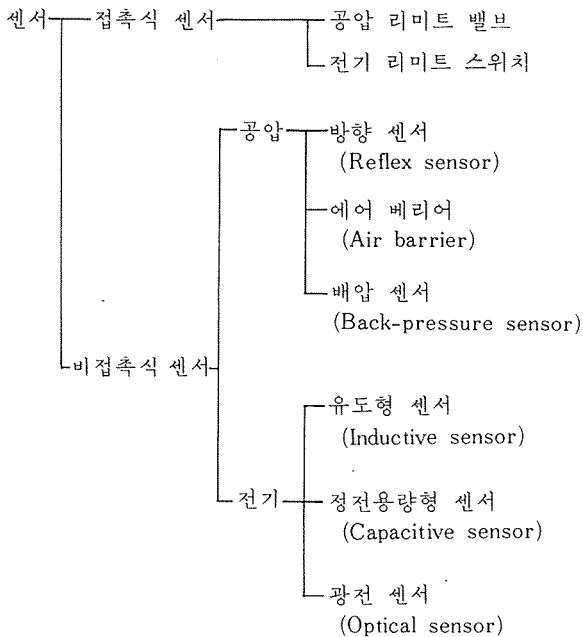 센서 접촉식 센서 공압 리미트 밸브
전기 리미트 스위치
공압 방향 센서
(Reflex sensor)
에어 베리어
(Air barrier)
배압 센서
(Back-pressure sensor)
비접촉식 센서
유도형 센서
(Inductive sensor)
전기 정전용량형 센서
(Capacitive sensor)
광전 센서
(Optical sensor)